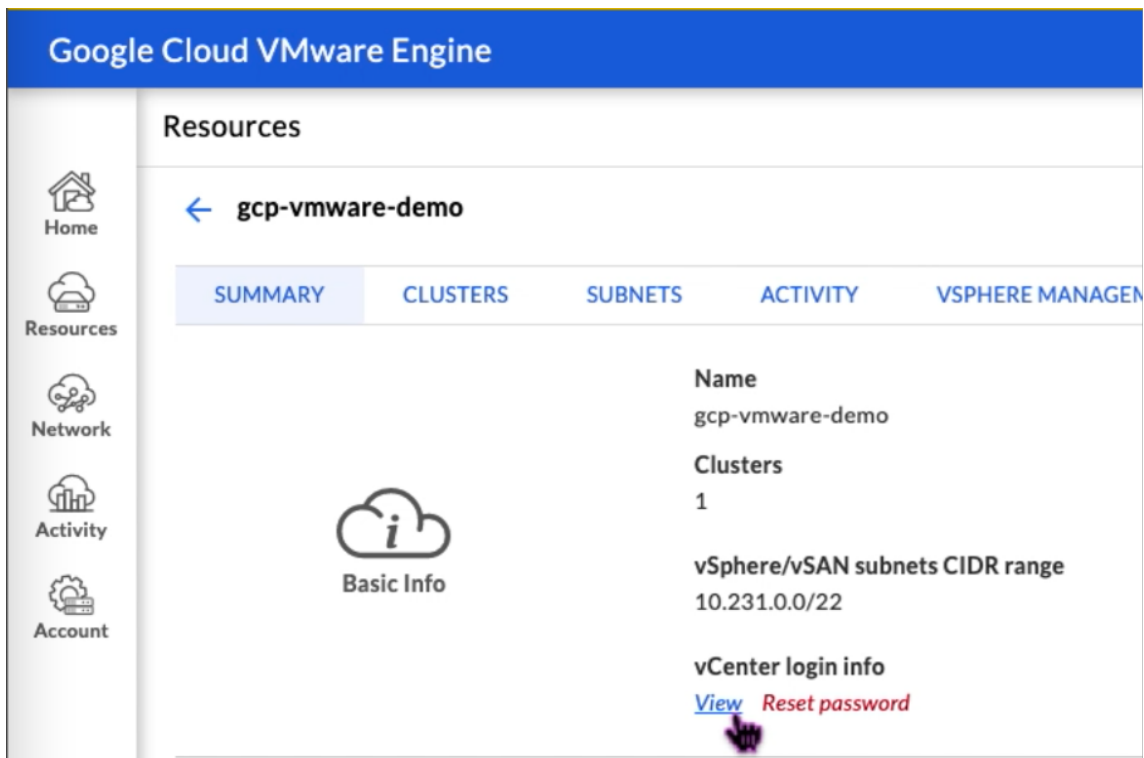 Google Cloud VMware Engine
Resources
Home
Resources
Network
Activity
Account
gcp-vmware-demo
SUMMARY CLUSTERS SUBNETS ACTIVITY VSPHERE MANAGEM
Basic Info
Name
gcp-vmware-demo
Clusters
1
vSphere/vSAN subnets CIDR range
10.231.0.0/22
vCenter login info
View Reset password